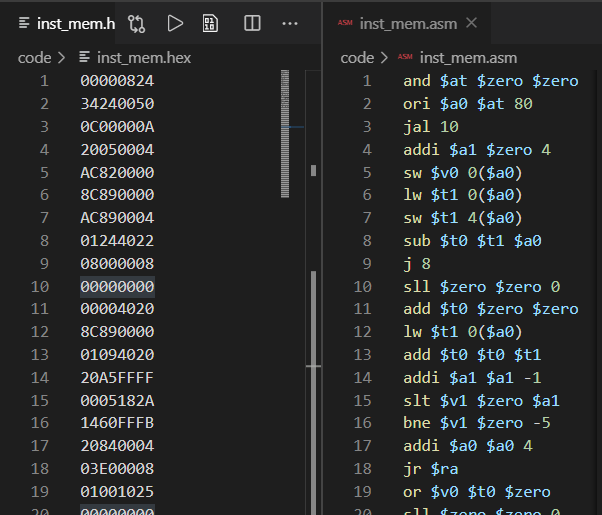 inst_mem.h
code > inst_mem.hex
1 00000824
2 34240050
3 0C00000A
4 20050004
5 AC820000
6 8C890000
7 AC890004
8 01244022
9 08000008
10 00000000
11 00004020
12 8C890000
13 01094020
14 20A5FFFF
15 0005182A
16 1460FFFB
17 20840004
18 03E00008
19 01001025
20 00000000
ASM inst_mem.asm
code > ASM inst_mem.asm
1 and $at $zero $zero
2 ori $a0 $at 80
3 jal 10
4 addi $a1 $zero 4
5 sw $v0 0($a0)
6 lw $t1 0($a0)
7 sw $t1 4($a0)
8 sub $t0 $t1 $a0
9 j 8
10 sll $zero $zero 0
11 add $t0 $zero $zero
12 lw $t1 0($a0)
13 add $t0 $t0 $t1
14 addi $a1 $a1 -1
15 slt $v1 $zero $a1
16 bne $v1 $zero -5
17 addi $a0 $a0 4
18 jr $ra
19 or $v0 $t0 $zero
20 sll $zero $zero 0